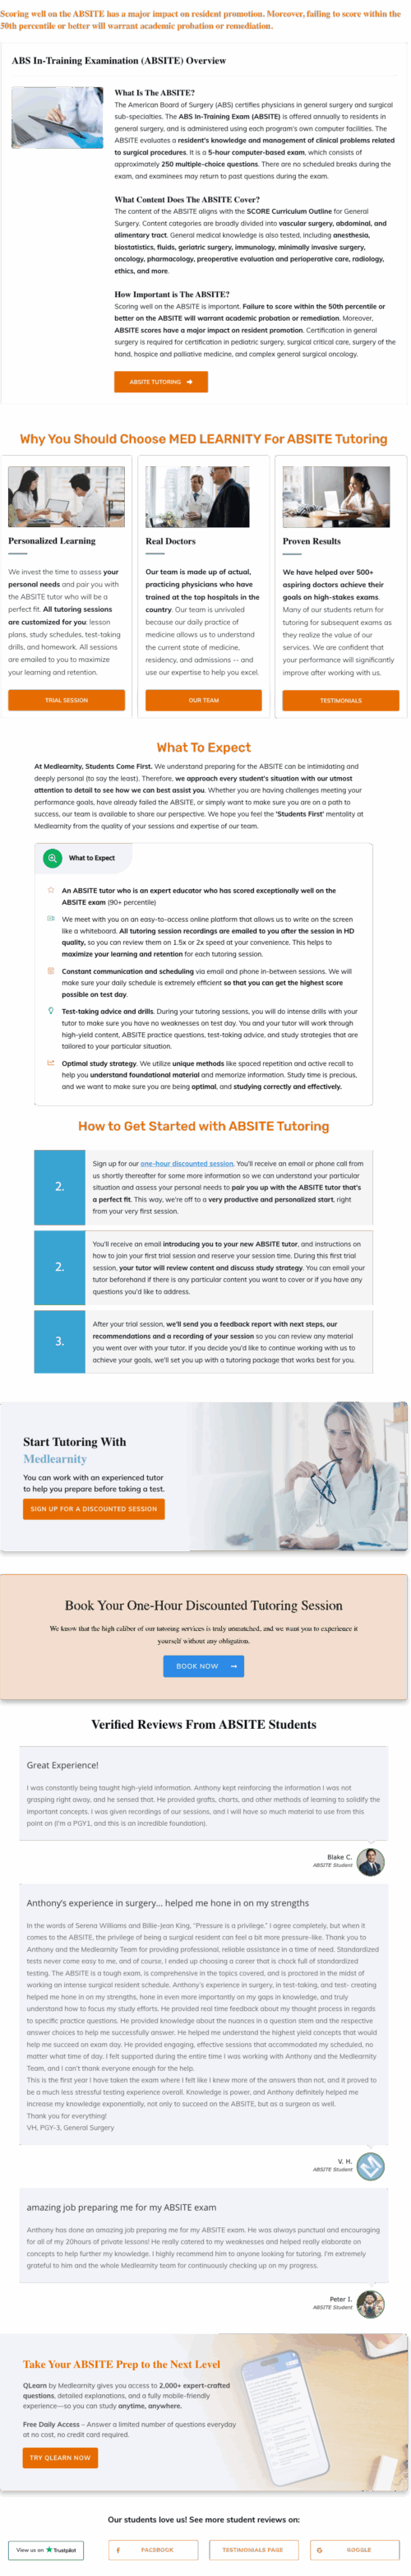 Scoring well on the ABSITE has a major impact on resident promotion. Moreover, failing to score within the
50th percentile or better will warrant academic probation or remediation.
ABS In-Training Examination (ABSITE) Overview
What Is The ABSITE?
The American Board of Surgery (ABS) certifies physicians in general surgery and surgical
sub-specialties. The ABS In-Training Exam (ABSITE) is offered annually to residents in
general surgery, and is administered using each program's own computer facilities. The
ABSITE evaluates a resident's knowledge and management of clinical problems related
to surgical procedures. It is a 5-hour computer-based exam, which consists of
approximately 250 multiple-choice questions. There are no scheduled breaks during the
exam, and examinees may return to past questions during the exam.
What Content Does The ABSITE Cover?
The content of the ABSITE aligns with the SCORE Curriculum Outline for General
Surgery. Content categories are broadly divided into vascular surgery, abdominal, and
alimentary tract. General medical knowledge is also tested, including anesthesia,
biostatistics, fluids, geriatric surgery, immunology, minimally invasive surgery,
oncology, pharmacology, preoperative evaluation and perioperative care, radiology,
ethics, and more.
How Important is The ABSITE?
Scoring well on the ABSITE is important. Failure to score within the 50th percentile or
better on the ABSITE will warrant academic probation or remediation. Moreover,
ABSITE scores have a major impact on resident promotion. Certification in general
surgery is required for certification in pediatric surgery, surgical critical care, surgery of the
hand, hospice and palliative medicine, and complex general surgical oncology.
ABSITE TUTORING
Why You Should Choose MED LEARNITY For ABSITE Tutoring
Personalized Learning
We invest the time to assess your
personal needs and pair you with
the ABSITE tutor who will be a
perfect fit. All tutoring sessions
are customized for you: lesson
plans, study schedules, test-taking
drills, and homework. All sessions
are emailed to you to maximize
your learning and retention.
TRIAL SESSION
Real Doctors
Our team is made up of actual,
practicing physicians who have
trained at the top hospitals in the
country. Our team is unrivaled
because our daily practice of
medicine allows us to understand
the current state of medicine,
residency, and admissions -- and
use our expertise to help you excel.
OUR TEAM
Proven Results
We have helped over 500+
aspiring doctors achieve their
goals on high-stakes exams.
Many of our students return for
tutoring for subsequent exams as
they realize the value of our
services. We are confident that
your performance will significantly
improve after working with us.
TESTIMONIALS
What To Expect
At Medlearnity, Students Come First. We understand preparing for the ABSITE can be intimidating and
deeply personal (to say the least). Therefore, we approach every student's situation with our utmost
attention to detail to see how we can best assist you. Whether you are having challenges meeting your
performance goals, have already failed the ABSITE, or simply want to make sure you are on a path to
success, our team is available to share our perspective. We hope you feel the 'Students First' mentality at
Medlearnity from the quality of your sessions and expertise of our team.
What to Expect
An ABSITE tutor who is an expert educator who has scored exceptionally well on the
ABSITE exam (90+ percentile)
We meet with you on an easy-to-access online platform that allows us to write on the screen
like a whiteboard. All tutoring session recordings are emailed to you after the session in HD
quality, so you can review them on 1.5x or 2x speed at your convenience. This helps to
maximize your learning and retention for each tutoring session.
Constant communication and scheduling via email and phone in-between sessions. We will
make sure your daily schedule is extremely efficient so that you can get the highest score
possible on test day.
Test-taking advice and drills. During your tutoring sessions, you will do intense drills with your
tutor to make sure you have no weaknesses on test day. You and your tutor will work through
high-yield content, ABSITE practice questions, test-taking advice, and study strategies that are
tailored to your particular situation.
Optimal study strategy. We utilize unique methods like spaced repetition and active recall to
help you understand foundational material and memorize information. Study time is precious,
and we want to make sure you are being optimal, and studying correctly and effectively.
How to Get Started with ABSITE Tutoring
2.
Sign up for our one-hour discounted session. You'll receive an email or phone call from
us shortly thereafter for some more information so we can understand your particular
situation and assess your personal needs to pair you up with the ABSITE tutor that's
a perfect fit. This way, we're off to a very productive and personalized start, right
from your very first session.
2.
You'll receive an email introducing you to your new ABSITE tutor, and instructions on
how to join your first trial session and reserve your session time. During this first trial
session, your tutor will review content and discuss study strategy. You can email your
tutor beforehand if there is any particular content you want to cover or if you have any
questions you'd like to address.
3.
After your trial session, we'll send you a feedback report with next steps, our
recommendations and a recording of your session so you can review any material
you went over with your tutor. If you decide you'd like to continue working with us to
achieve your goals, we'll set you up with a tutoring package that works best for you.
Start Tutoring With
Medlearnity
You can work with an experienced tutor
to help you prepare before taking a test.
SIGN UP FOR A DISCOUNTED SESSION
Book Your One-Hour Discounted Tutoring Session
We know that the high caliber of our tutoring services is truly unmatched, and we want you to experience it
yourself without any obligation.
BOOK NOW
Verified Reviews From ABSITE Students
Great Experience!
I was constantly being taught high-yield information. Anthony kept reinforcing the information I was not
grasping right away, and he sensed that. He provided grafts, charts, and other methods of learning to solidify the
important concepts. I was given recordings of our sessions, and I will have so much material to use from this
point on (I'm a PGY1, and this is an incredible foundation).
Blake C.
ABSITE Student
Anthony's experience in surgery... helped me hone in on my strengths
In the words of Serena Williams and Billie-Jean King, "Pressure is a privilege." I agree completely, but when it
comes to the ABSITE, the privilege of being a surgical resident can feel a bit more pressure-like. Thank you to
Anthony and the Medlearnity Team for providing professional, reliable assistance in a time of need. Standardized
tests never come easy to me, and of course, I ended up choosing a career that is chock full of standardized
testing. The ABSITE is a tough exam, is comprehensive in the topics covered, and is proctored in the midst of
working an intense surgical resident schedule. Anthony's experience in surgery, in test-taking, and test- creating
helped me hone in on my strengths, hone in even more importantly on my gaps in knowledge, and truly
understand how to focus my study efforts. He provided real time feedback about my thought process in regards
to specific practice questions. He provided knowledge about the nuances in a question stem and the respective
answer choices to help me successfully answer. He helped me understand the highest yield concepts that would
help me succeed on exam day. He provided engaging, effective sessions that accommodated my scheduled, no
matter what time of day. I felt supported during the entire time I was working with Anthony and the Medlearnity
Team, and I can't thank everyone enough for the help.
This is the first year I have taken the exam where I felt like I knew more of the answers than not, and it proved to
be a much less stressful testing experience overall. Knowledge is power, and Anthony definitely helped me
increase my knowledge exponentially, not only to succeed on the ABSITE, but as a surgeon as well.
Thank you for everything!
VH, PGY-3, General Surgery
V. H.
ABSITE Student
amazing job preparing me for my ABSITE exam
Anthony has done an amazing job preparing me for my ABSITE exam. He was always punctual and encouraging
for all of my 20hours of private lessons! He really catered to my weaknesses and helped really elaborate on
concepts to help further my knowledge. I highly recommend him to anyone looking for tutoring. I'm extremely
grateful to him and the whole Medlearnity team for continuously checking up on my progress.
Peter I.
ABSITE Student
Take Your ABSITE Prep to the Next Level
QLearn by Medlearnity gives you access to 2,000+ expert-crafted
questions, detailed explanations, and a fully mobile-friendly
experience—so you can study anytime, anywhere.
Free Daily Access – Answer a limited number of questions everyday
at no cost, no credit card required.
TRY QLEARN NOW
Our students love us! See more student reviews on:
View us on Trustpilot
FACEBOOK
TESTIMONIALS PAGE
GOOGLE